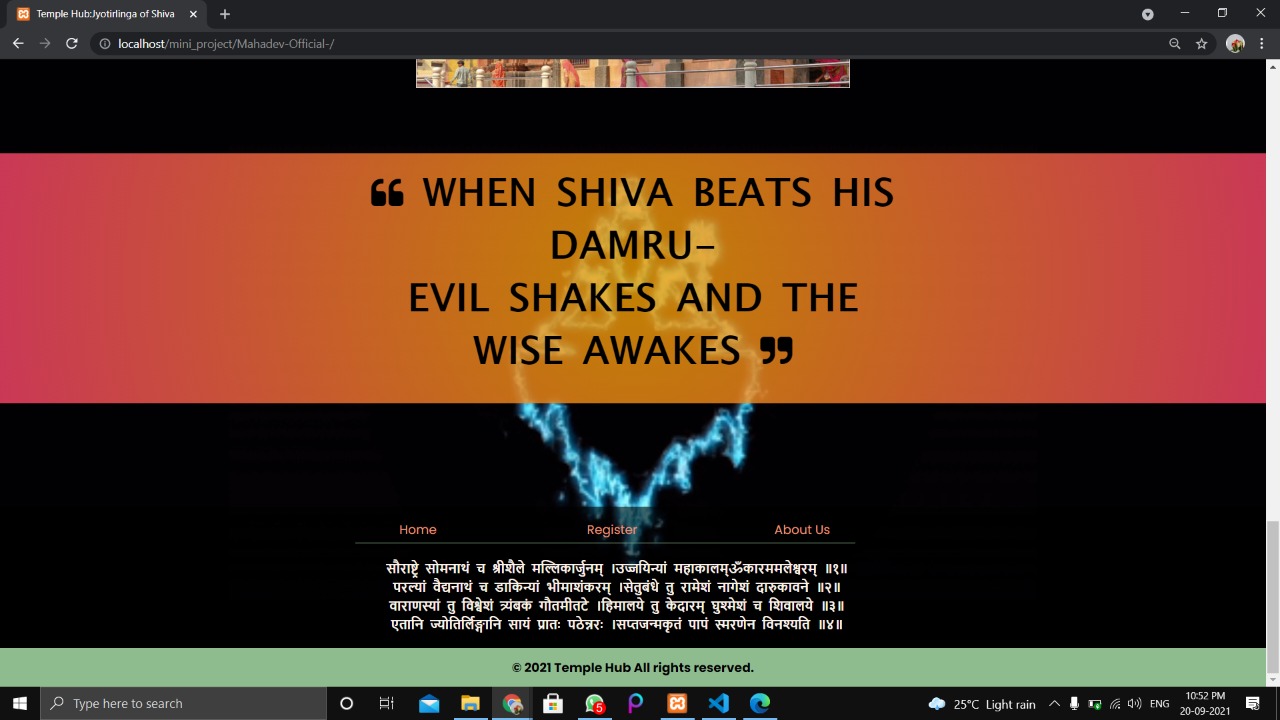 Temple Hub:Jyotirlinga of Shiva
localhost/mini_project/Mahadev-Official-/
❝ WHEN SHIVA BEATS HIS
DAMRU-
EVIL SHAKES AND THE
WISE AWAKES ❞
Home Register About Us
सौराष्ट्रे सोमनाथं च श्रीशैले मल्लिकार्जुनम् ।उज्जयिन्यां महाकालम्ॐकारममलेश्वरम् ॥१॥
परल्यां वैद्यनाथं च डाकिन्यां भीमाशंकरम् ।सेतुबंधे तु रामेशं नागेशं दारुकावने ॥२॥
वाराणस्यां तु विश्वेशं त्र्यंबकं गौतमीतटे ।हिमालये तु केदारम् घुश्मेशं च शिवालये ॥३॥
एतानि ज्योतिर्लिङ्गानि सायं प्रातः पठेन्नरः ।सप्तजन्मकृतं पापं स्मरणेन विनश्यति ॥४॥
© 2021 Temple Hub All rights reserved.
Type here to search
5
25°C Light rain
ENG
10:52 PM
20-09-2021